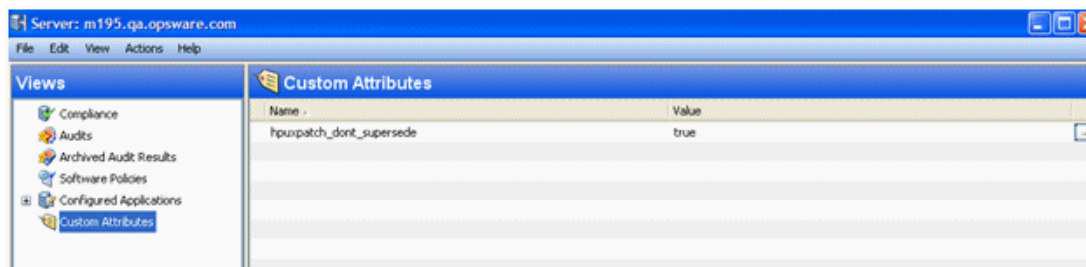 Server: m195.qa.opsware.com
File Edit View Actions Help
Views
Compliance
Audits
Archived Audit Results
Software Policies
Configured Applications
Custom Attributes
Custom Attributes
Name Value
hpuxpatch_dont_supersede true
...